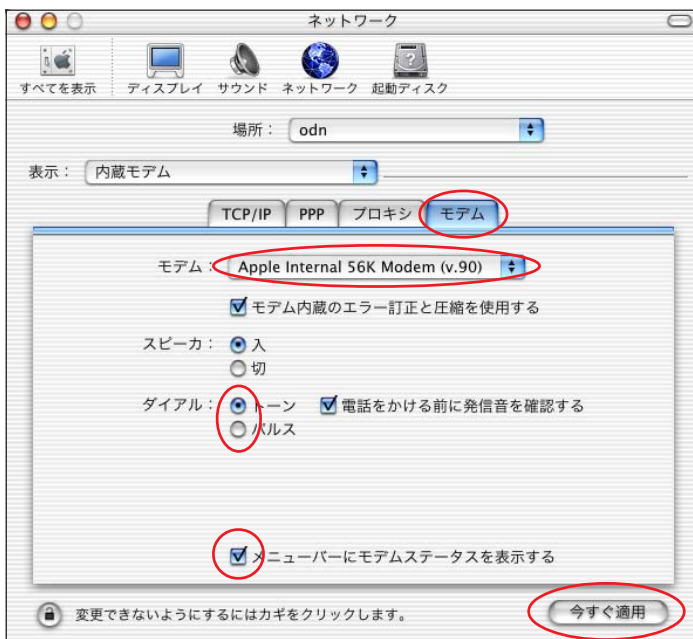 ネットワーク
すべてを表示 ディスプレイ サウンド ネットワーク 起動ディスク
場所： odn
表示： 内蔵モデム
TCP/IP PPP プロキシ モデム
モデム： Apple Internal 56K Modem (v.90)
モデム内蔵のエラー訂正と圧縮を使用する
スピーカ： 入
切
ダイアル： トーン 電話をかける前に発信音を確認する
パルス
メニューバーにモデムステータスを表示する
変更できないようにするにはカギをクリックします。 今すぐ適用